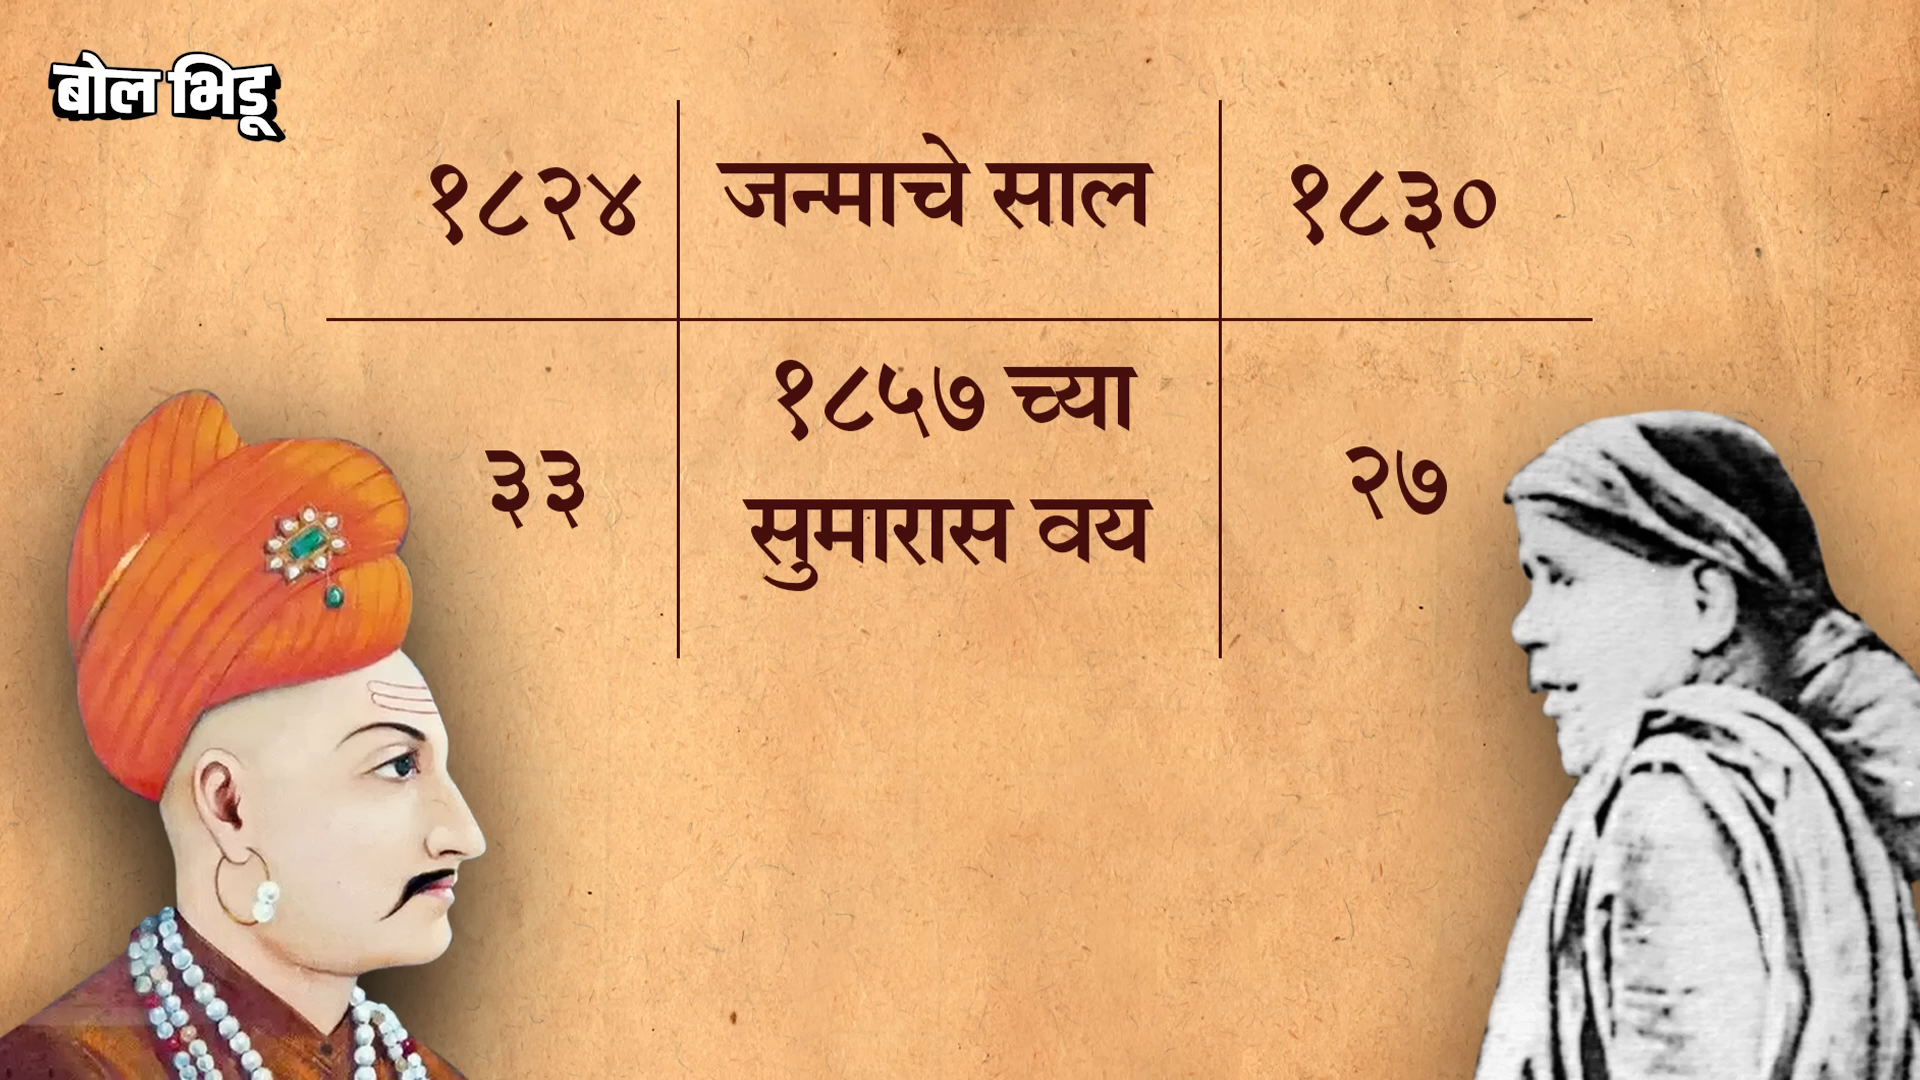 बोल भिडू
१८२४ जन्माचे साल १८३०
१८५७ च्या
३३ २७
सुमारास वय